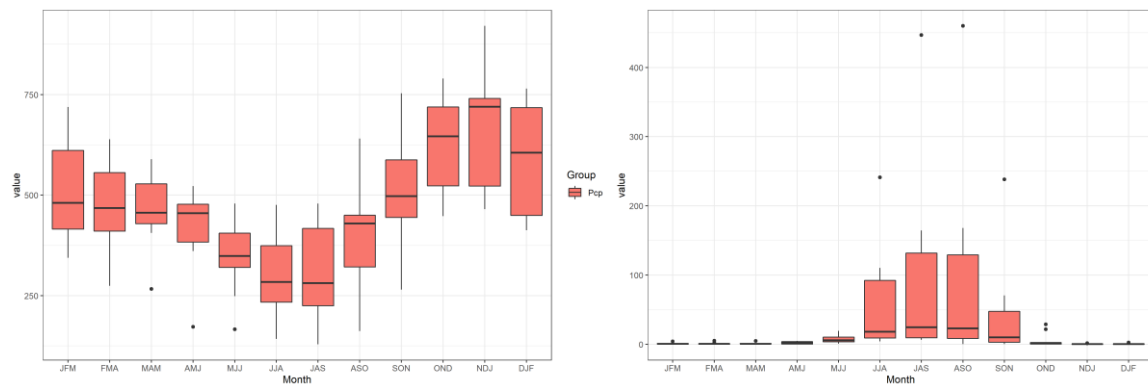 value
750
500
250
JFM
FMA
MAM
AMJ
MJJ
JJA
JAS
ASO
SON
OND
NDJ
DJF
Month
Group
Pcp
value
400
300
200
100
0
JFM
FMA
MAM
AMJ
MJJ
JJA
JAS
ASO
SON
OND
NDJ
DJF
Month